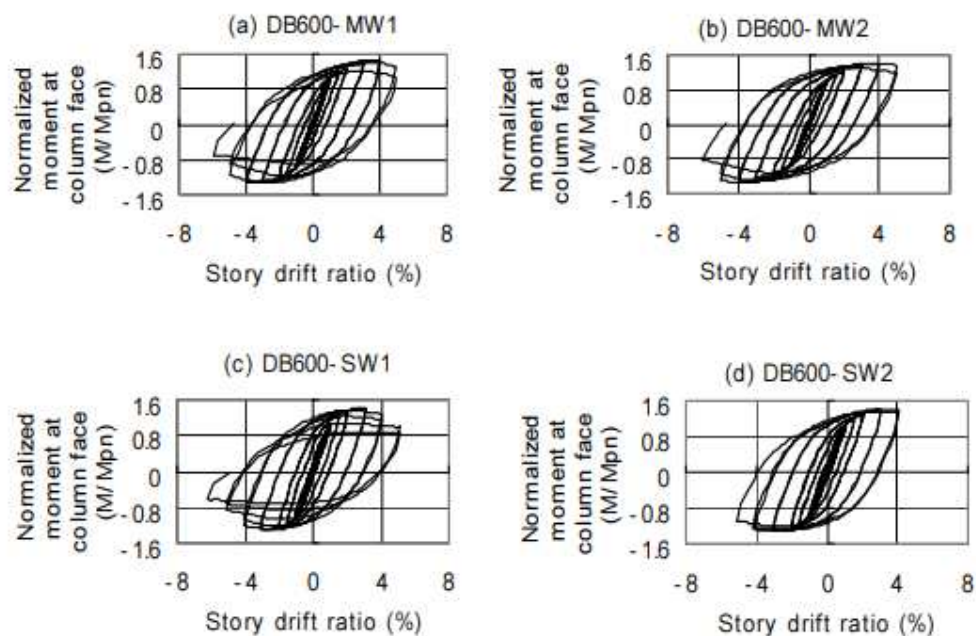 (a) DB600- MW1
Normalized
moment at
column face
(M/ Mpn)
1.6
0.8
0
- 0.8
- 1.6
- 8 - 4 0 4 8
Story drift ratio (%)
(b) DB600- MW2
Normalized
moment at
column face
(M/ Mpn)
1.6
0.8
0
- 0.8
- 1.6
- 8 - 4 0 4 8
Story drift ratio (%)
(c) DB600- SW1
Normalized
moment at
column face
(M/ Mpn)
1.6
0.8
0
- 0.8
- 1.6
- 8 - 4 0 4 8
Story drift ratio (%)
(d) DB600- SW2
Normalized
moment at
column face
(M/ Mpn)
1.6
0.8
0
- 0.8
- 1.6
- 8 - 4 0 4 8
Story drift ratio (%)